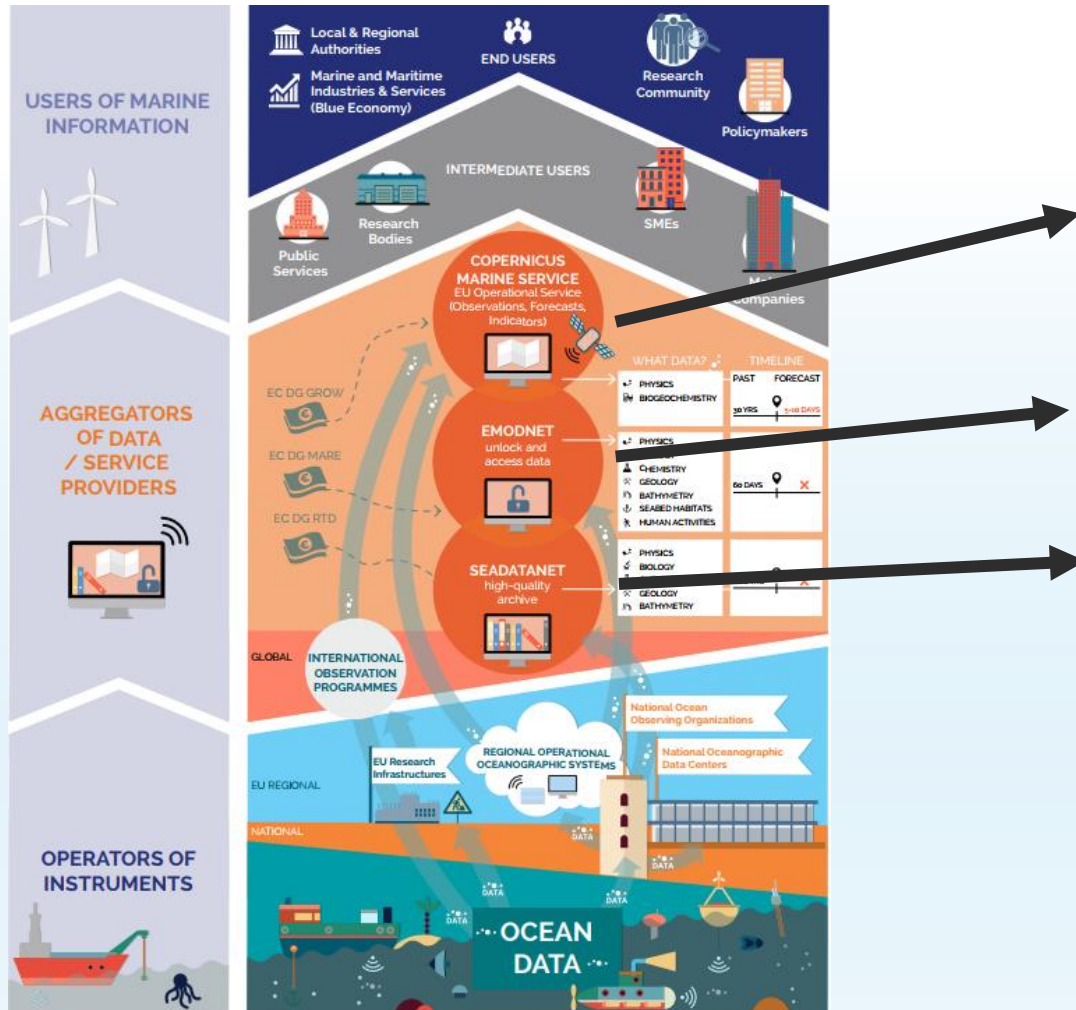 USERS OF MARINE
INFORMATION
AGGREGATORS
OF DATA
/ SERVICE
PROVIDERS
OPERATORS OF
INSTRUMENTS
Local & Regional
Authorities
Marine and Maritime
Industries & Services
(Blue Economy)
END USERS
Research
Community
Policymakers
INTERMEDIATE USERS
Public
Services
Research
Bodies
SMEs
Companies
COPERNICUS
MARINE SERVICE
EU Operational Service
(Observations, Forecasts,
Indicators)
EC DG GROW
EC DG MARE
EC DG RTD
EMODNET
unlock and
access data
SEADATANET
high-quality
archive
WHAT DATA?
TIMELINE
PHYSICS
BIOGEOCHEMISTRY
PAST FORECAST
30 YRS 5-10 DAYS
PHYSICS
CHEMISTRY
GEOLOGY
BATHYMETRY
SEABED HABITATS
HUMAN ACTIVITIES
60 DAYS
PHYSICS
BIOLOGY
GEOLOGY
BATHYMETRY
GLOBAL
INTERNATIONAL
OBSERVATION
PROGRAMMES
National Ocean
Observing Organizations
National Oceanographic
Data Centers
EU Research
Infrastructures
REGIONAL OPERATIONAL
OCEANOGRAPHIC SYSTEMS
EU REGIONAL
NATIONAL
DATA
DATA
DATA
DATA
DATA
OCEAN
DATA